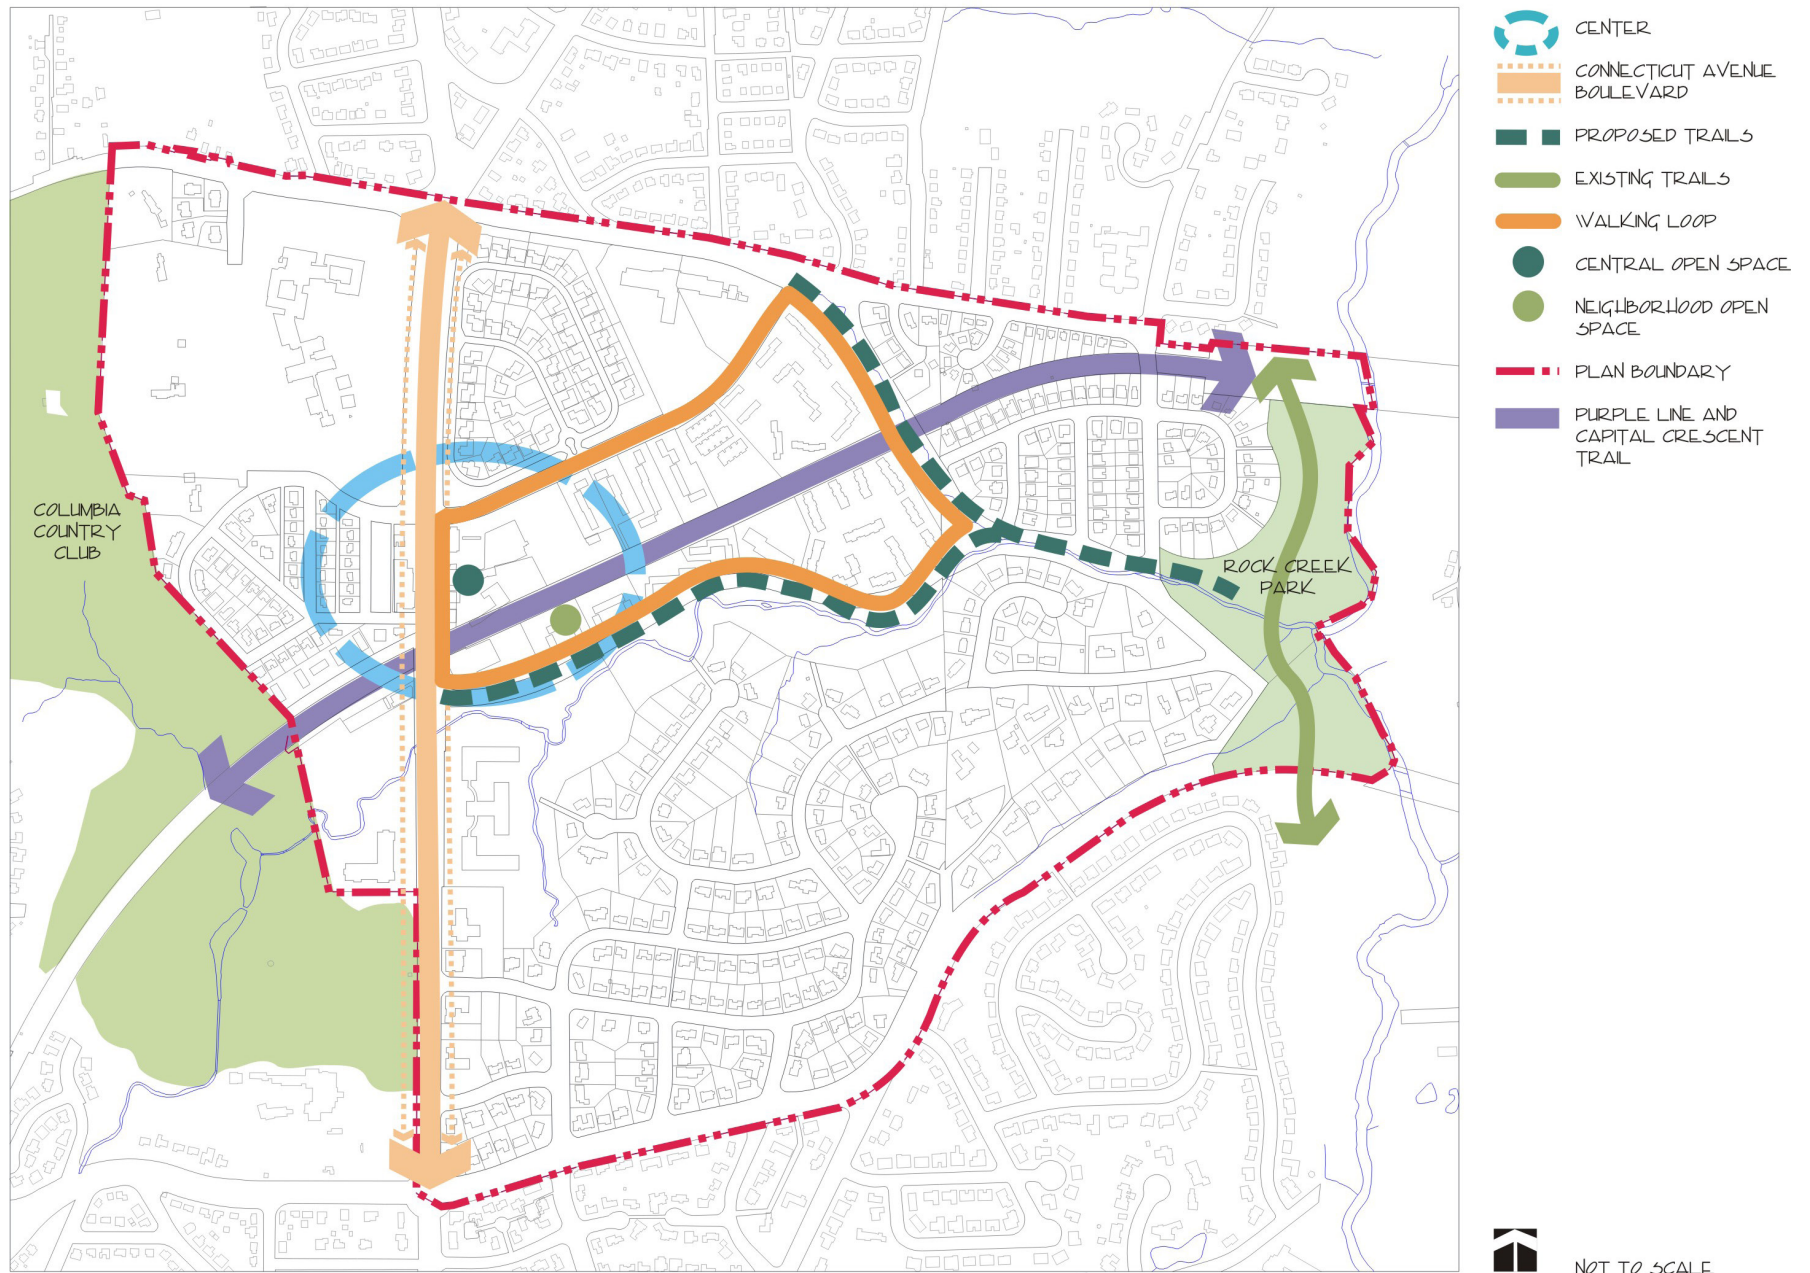 CENTER
CONNECTICUT AVENUE
BOULEVARD
PROPOSED TRAILS
EXISTING TRAILS
WALKING LOOP
CENTRAL OPEN SPACE
NEIGHBORHOOD OPEN
SPACE
PLAN BOUNDARY
PURPLE LINE AND
CAPITAL CRESCENT
TRAIL
COLUMBIA
COUNTRY
CLUB
ROCK CREEK
PARK
NOT TO SCALE